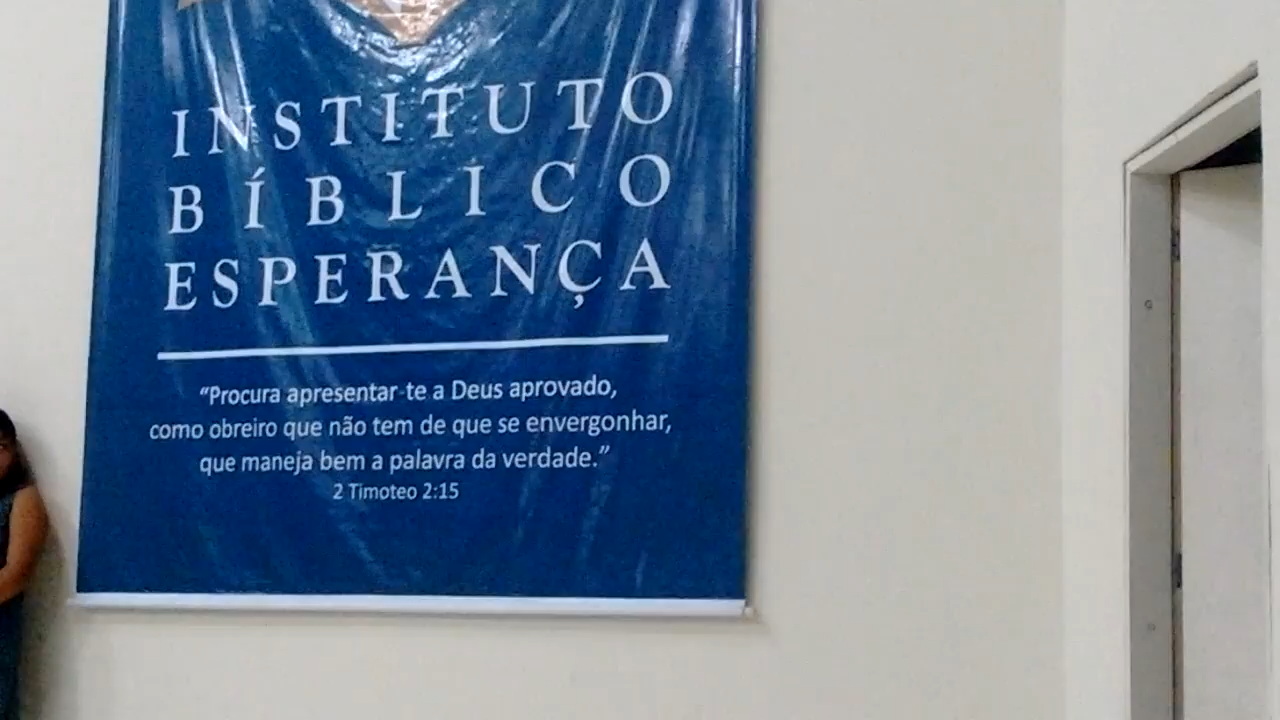 INSTITUTO
BÍBLICO
ESPERANÇA
“Procura apresentar-te a Deus aprovado,
como obreiro que não tem de que se envergonhar,
que maneja bem a palavra da verdade.”
2 Timoteo 2:15